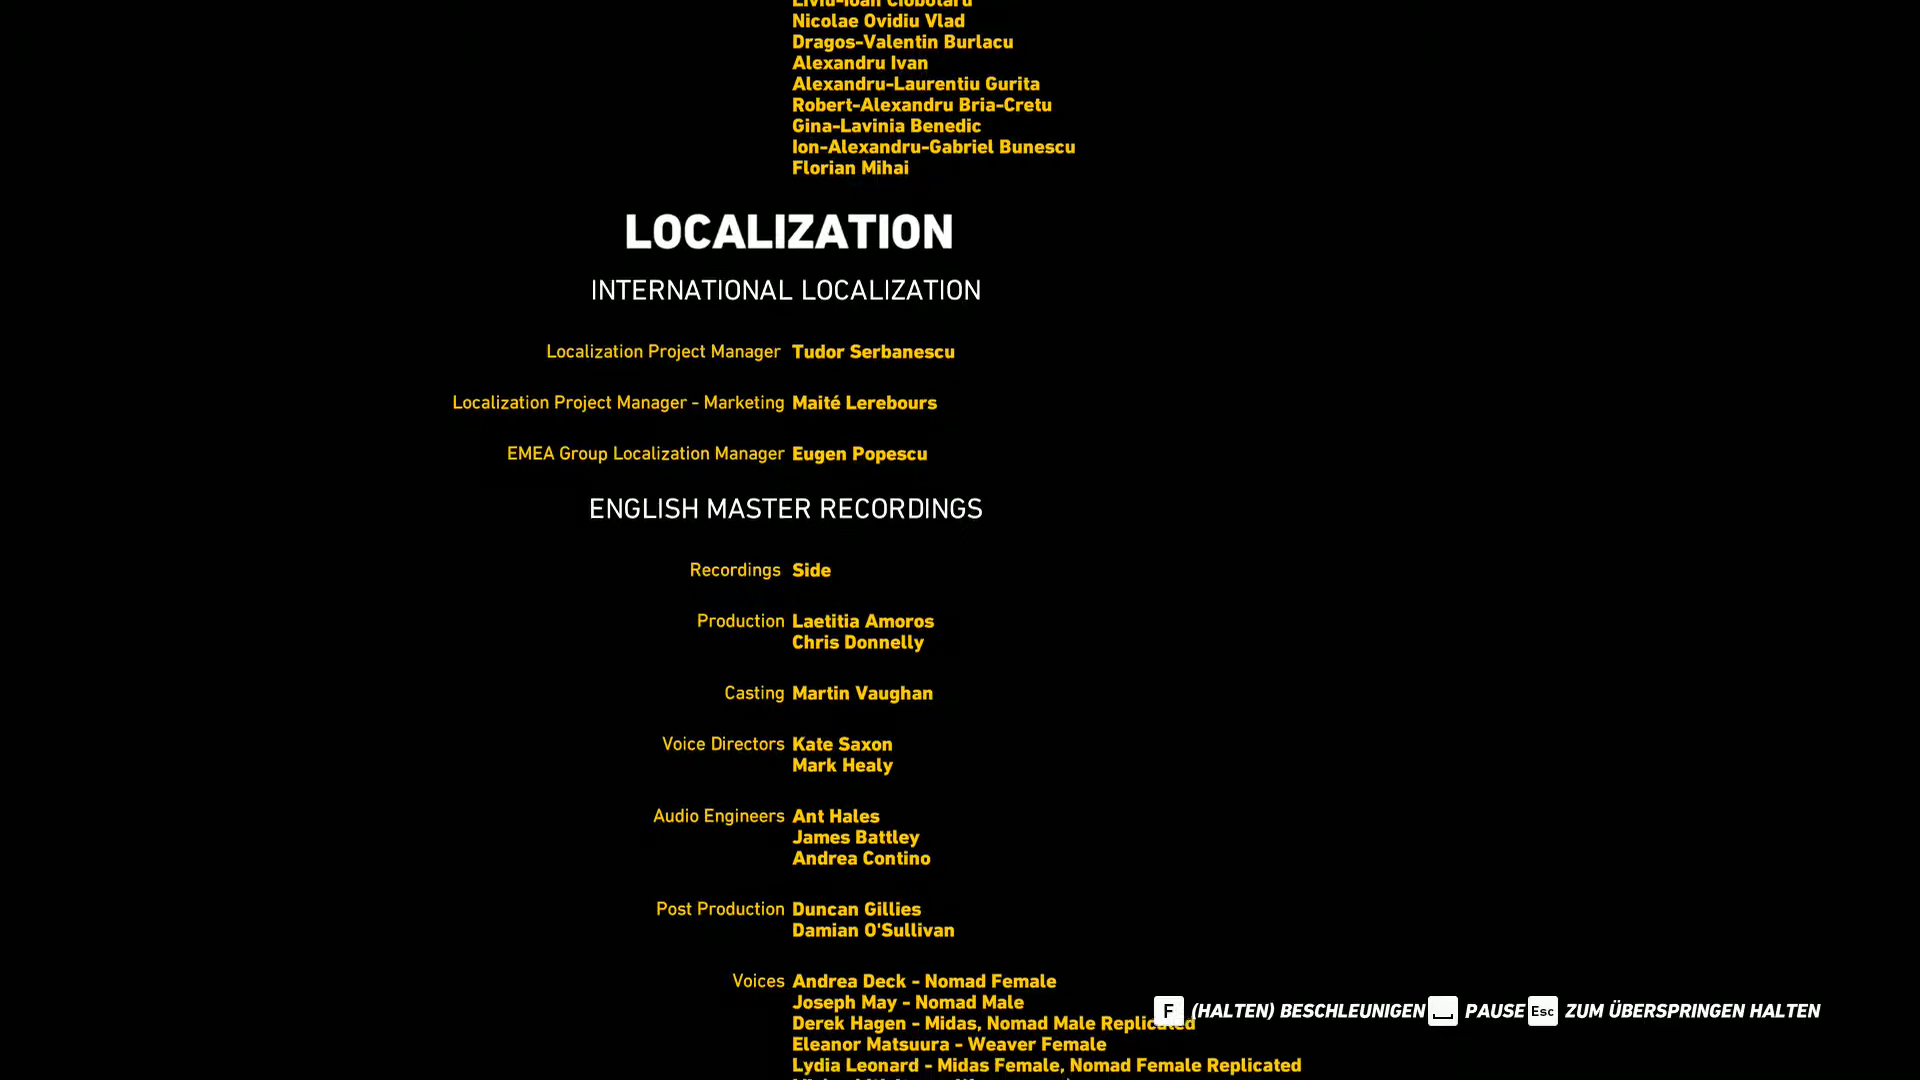 Liviu-Ioan Ciobotaru
Nicolae Ovidiu Vlad
Dragos-Valentin Burlacu
Alexandru Ivan
Alexandru-Laurentiu Gurita
Robert-Alexandru Bria-Cretu
Gina-Lavinia Benedic
Ion-Alexandru-Gabriel Bunescu
Florian Mihai
LOCALIZATION
INTERNATIONAL LOCALIZATION
Localization Project Manager Tudor Serbanescu
Localization Project Manager - Marketing Maité Lerebours
EMEA Group Localization Manager Eugen Popescu
ENGLISH MASTER RECORDINGS
Recordings Side
Production Laetitia Amoros
Chris Donnelly
Casting Martin Vaughan
Voice Directors Kate Saxon
Mark Healy
Audio Engineers Ant Hales
James Battley
Andrea Contino
Post Production Duncan Gillies
Damian O'Sullivan
Voices Andrea Deck - Nomad Female
Joseph May - Nomad Male
Derek Hagen - Midas, Nomad Male Replicated
Eleanor Matsuura - Weaver Female
Lydia Leonard - Midas Female, Nomad Female Replicated
F (HALTEN) BESCHLEUNIGEN PAUSE Esc ZUM ÜBERSPRINGEN HALTEN